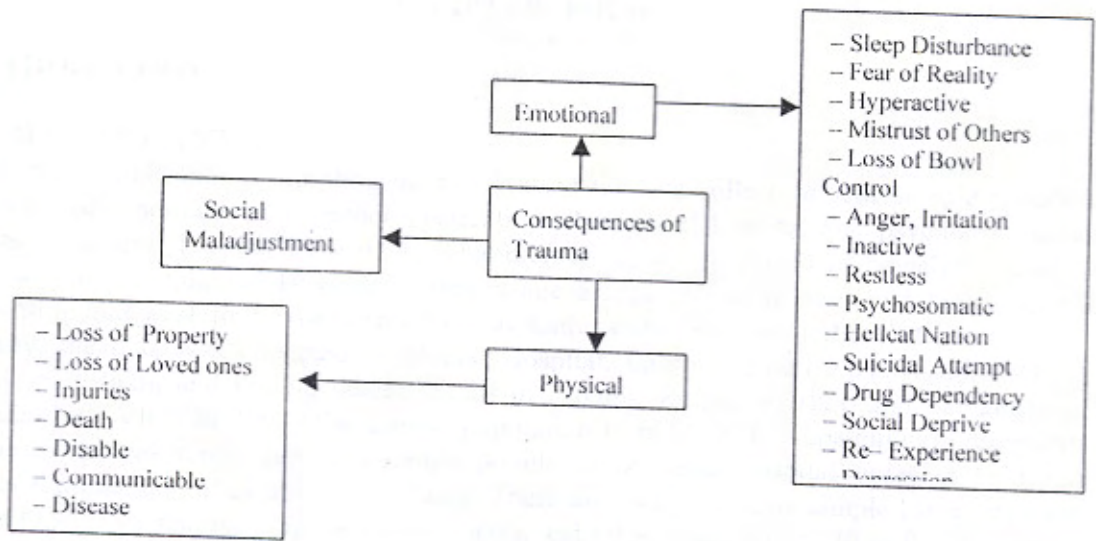 Emotional
Social
Maladjustment
Consequences of
Trauma
Physical
– Loss of Property
– Loss of Loved ones
– Injuries
– Death
– Disable
– Communicable
– Disease
– Sleep Disturbance
– Fear of Reality
– Hyperactive
– Mistrust of Others
– Loss of Bowl
Control
– Anger, Irritation
– Inactive
– Restless
– Psychosomatic
– Hellcat Nation
– Suicidal Attempt
– Drug Dependency
– Social Deprive
– Re– Experience
Depression